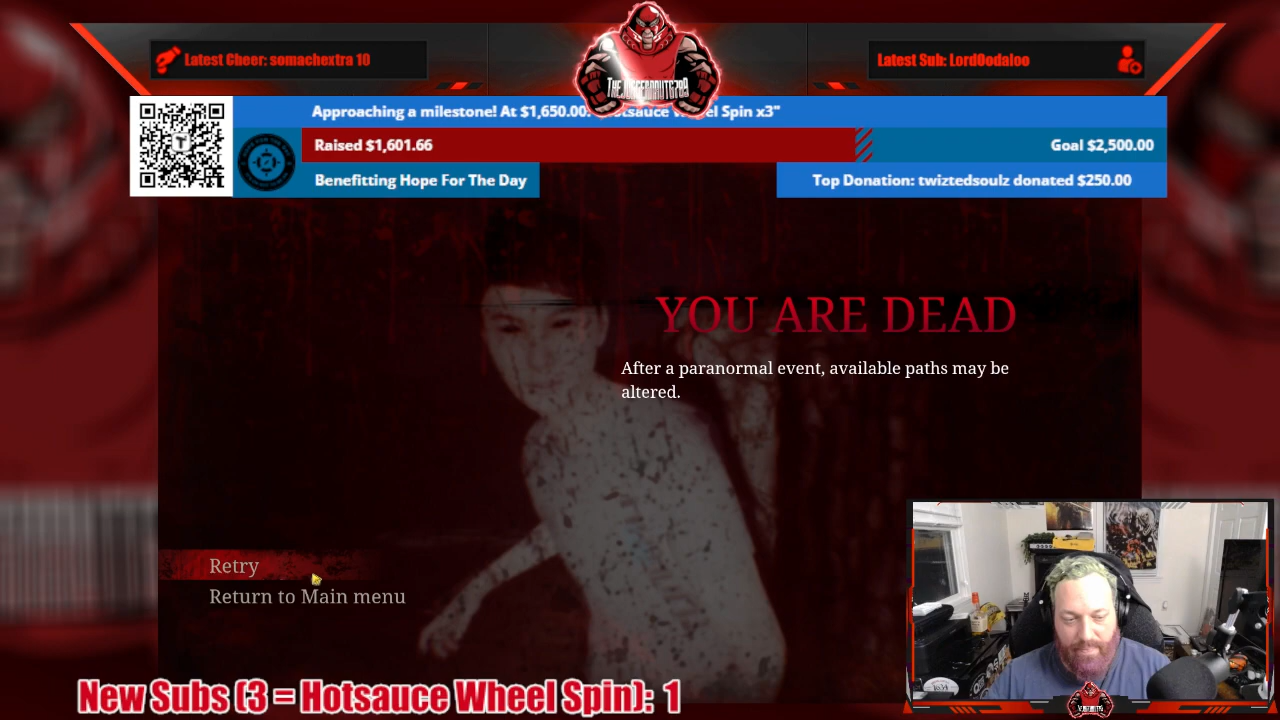 Latest Cheer: somachextra 10
Latest Sub: LordOodaloo
Approaching a milestone! At $1,650.00:
Spin x3"
Raised $1,601.66
Goal $2,500.00
Benefitting Hope For The Day
Top Donation: twiztedsoulz donated $250.00
YOU ARE DEAD
After a paranormal event, available paths may be
altered.
Retry
Return to Main menu
New Subs (3 = Hotsauce Wheel Spin): 1